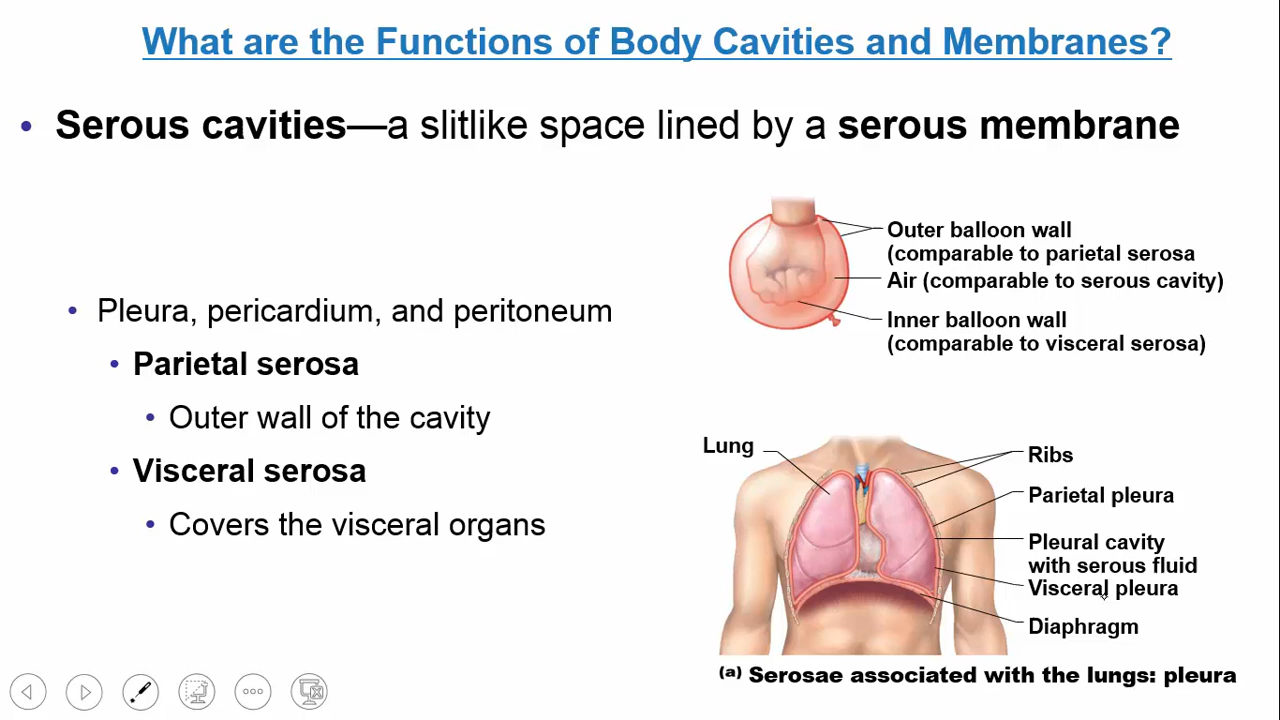 What are the Functions of Body Cavities and Membranes?
• Serous cavities—a slitlike space lined by a serous membrane
• Pleura, pericardium, and peritoneum
• Parietal serosa
• Outer wall of the cavity
• Visceral serosa
• Covers the visceral organs
Outer balloon wall
(comparable to parietal serosa
Air (comparable to serous cavity)
Inner balloon wall
(comparable to visceral serosa)
Lung
Ribs
Parietal pleura
Pleural cavity
with serous fluid
Visceral pleura
Diaphragm
(a) Serosae associated with the lungs: pleura